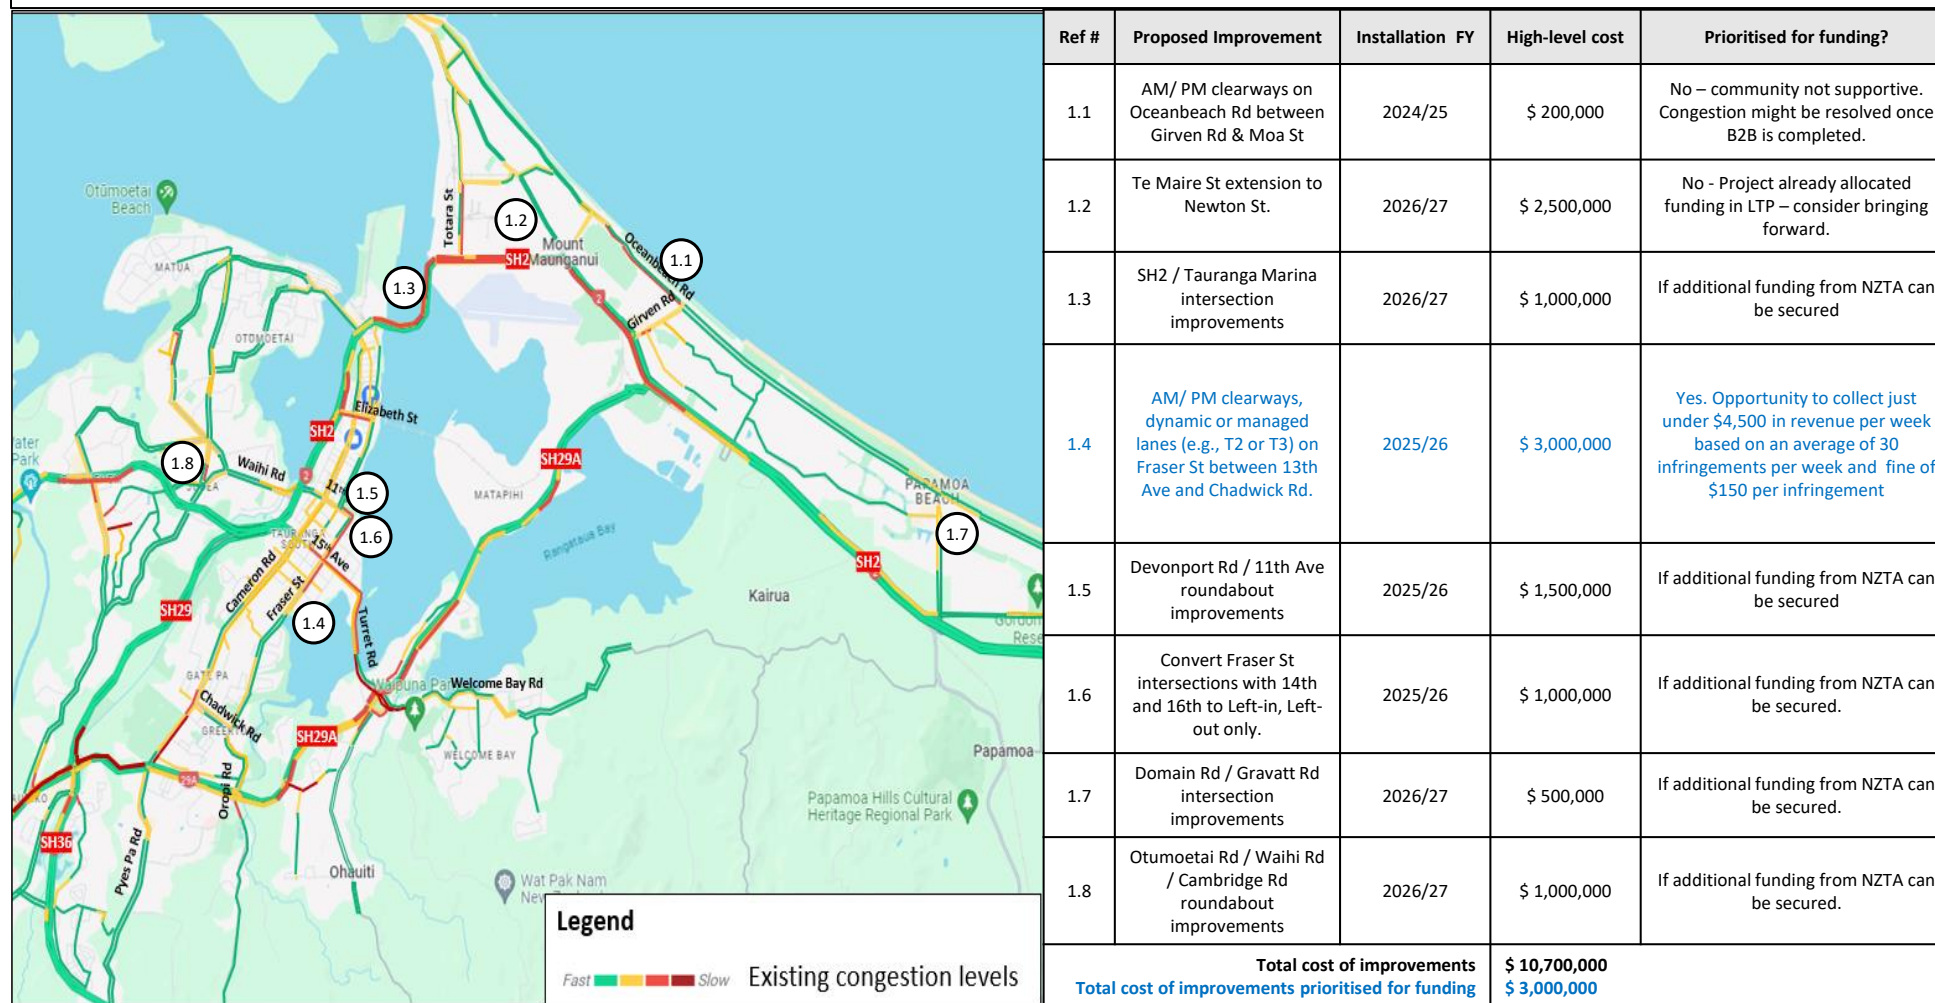 Otūmoetai
Beach
MATUA
OTŪMOETAI
Totara St
1.2
SH2
Mount
Maunganui
1.3
Oceanbeach Rd
1.1
2
Girven Rd
Elizabeth St
SH2
SH29A
1.8
Waihi Rd
2
11th
1.5
MATAPIHI
1.6
15th Ave
Rangataua Bay
PAPAMOA
BEACH
1.7
SH2
Cameron Rd
Fraser St
SH29
1.4
Turret Rd
Kairua
GATE PA
Welcome Bay Rd
Chadwick Rd
SH29A
WELCOME BAY
Papamoa
29A
Oropi Rd
Papamoa Hills Cultural
Heritage Regional Park
SH36
Pyes Pa Rd
Ohauiti
Wat Pak Nam
Legend
Fast Slow Existing congestion levels
Ref # Proposed Improvement Installation FY High-level cost Prioritised for funding?
1.1 AM/ PM clearways on Oceanbeach Rd between Girven Rd & Moa St 2024/25 $ 200,000 No – community not supportive. Congestion might be resolved once B2B is completed.
1.2 Te Maire St extension to Newton St. 2026/27 $ 2,500,000 No - Project already allocated funding in LTP – consider bringing forward.
1.3 SH2 / Tauranga Marina intersection improvements 2026/27 $ 1,000,000 If additional funding from NZTA can be secured
1.4 AM/ PM clearways, dynamic or managed lanes (e.g., T2 or T3) on Fraser St between 13th Ave and Chadwick Rd. 2025/26 $ 3,000,000 Yes. Opportunity to collect just under $4,500 in revenue per week based on an average of 30 infringements per week and fine of $150 per infringement
1.5 Devonport Rd / 11th Ave roundabout improvements 2025/26 $ 1,500,000 If additional funding from NZTA can be secured
1.6 Convert Fraser St intersections with 14th and 16th to Left-in, Left-out only. 2025/26 $ 1,000,000 If additional funding from NZTA can be secured.
1.7 Domain Rd / Gravatt Rd intersection improvements 2026/27 $ 500,000 If additional funding from NZTA can be secured.
1.8 Otumoetai Rd / Waihi Rd / Cambridge Rd roundabout improvements 2026/27 $ 1,000,000 If additional funding from NZTA can be secured.
Total cost of improvements $ 10,700,000
Total cost of improvements prioritised for funding $ 3,000,000